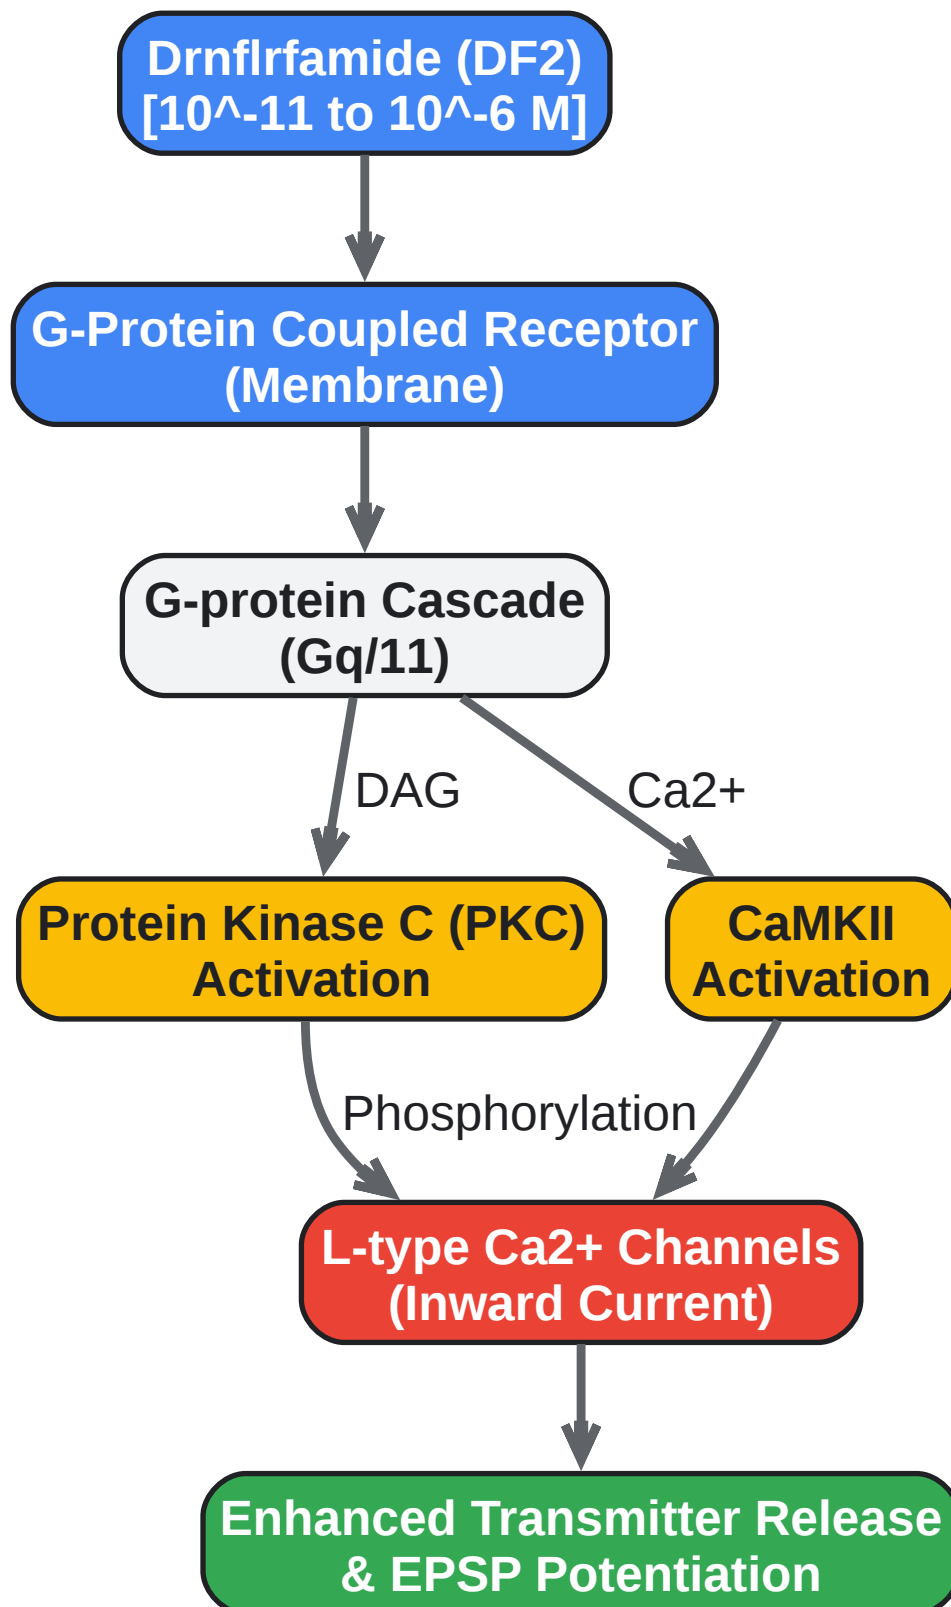 Drnflrfamide (DF2)
[10^-11 to 10^-6 M]
G-Protein Coupled Receptor
(Membrane)
G-protein Cascade
(Gq/11)
DAG
Ca2+
Protein Kinase C (PKC)
Activation
CaMKII
Activation
Phosphorylation
L-type Ca2+ Channels
(Inward Current)
Enhanced Transmitter Release
& EPSP Potentiation